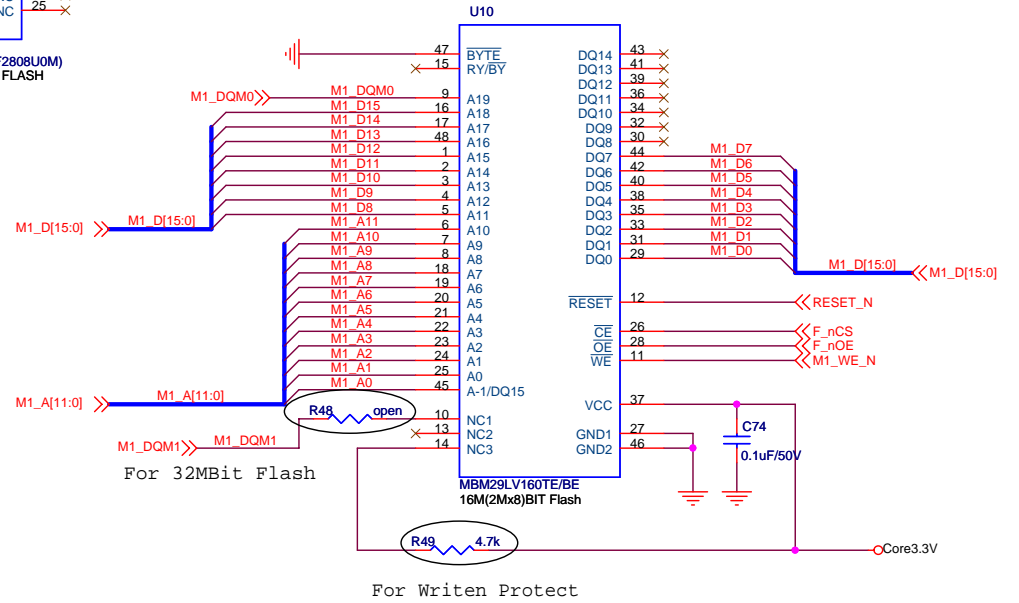 NC 25
F2808U0M)
FLASH
U10
47 BYTE DQ14 43
15 RY/BY DQ13 41
DQ12 39
M1_DQM0 M1_DQM0 9 A19 DQ11 36
M1_D15 16 A18 DQ10 34
M1_D14 17 A17 DQ9 32
M1_D13 48 A16 DQ8 30
M1_D12 1 A15 DQ7 44 M1_D7
M1_D11 2 A14 DQ6 42 M1_D6
M1_D10 3 A13 DQ5 40 M1_D5
M1_D9 4 A12 DQ4 38 M1_D4
M1_D8 5 A11 DQ3 35 M1_D3
M1_D[15:0] M1_D[15:0] M1_A11 6 A10 DQ2 33 M1_D2
M1_A10 7 A9 DQ1 31 M1_D1
M1_A9 8 A8 DQ0 29 M1_D0
M1_A8 18 A7 M1_D[15:0] M1_D[15:0]
M1_A7 19 A6
M1_A6 20 A5 RESET 12 RESET_N
M1_A5 21 A4
M1_A4 22 A3 CE 26 F_nCS
M1_A3 23 A2 OE 28 F_nOE
M1_A2 24 A1 WE 11 M1_WE_N
M1_A1 25 A0
M1_A[11:0] M1_A[11:0] M1_A0 45 A-1/DQ15
VCC 37
R48 open 10 NC1
13 NC2 GND1 27 C74
M1_DQM1 M1_DQM1 14 NC3 GND2 46 0.1uF/50V
For 32MBit Flash
MBM29LV160TE/BE
16M(2Mx8)BIT Flash
R49 4.7k Core3.3V
For Writen Protect